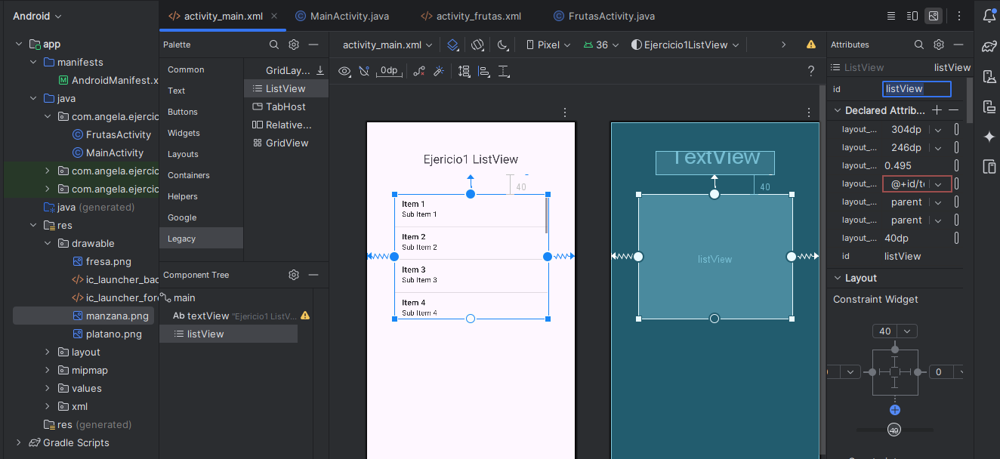 Android
activity_main.xml
MainActivity.java
activity_frutas.xml
FrutasActivity.java
app
manifests
AndroidManifest.x
java
com.angela.ejercic
FrutasActivity
MainActivity
com.angela.ejercic
com.angela.ejercic
java (generated)
res
drawable
fresa.png
ic_launcher_bac
ic_launcher_for
manzana.png
platano.png
layout
mipmap
values
xml
res (generated)
Gradle Scripts
Palette
Common
Text
Buttons
Widgets
Layouts
Containers
Helpers
Google
Legacy
GridLay...
ListView
TabHost
Relative...
GridView
Component Tree
main
Ab textView "Ejericio1 ListV...
listView
activity_main.xml
Pixel
36
Ejercicio1ListView
0dp
?
Ejericio1 ListView
40
Item 1
Sub Item 1
Item 2
Sub Item 2
Item 3
Sub Item 3
Item 4
Sub Item 4
TextView
40
listView
Attributes
ListView listView
id listView
Declared Attrib...
layout_... 304dp
layout_... 246dp
layout_... 0.495
layout_... @+id/te
layout_... parent
layout_... parent
layout_... 40dp
id listView
Layout
Constraint Widget
40
0
49